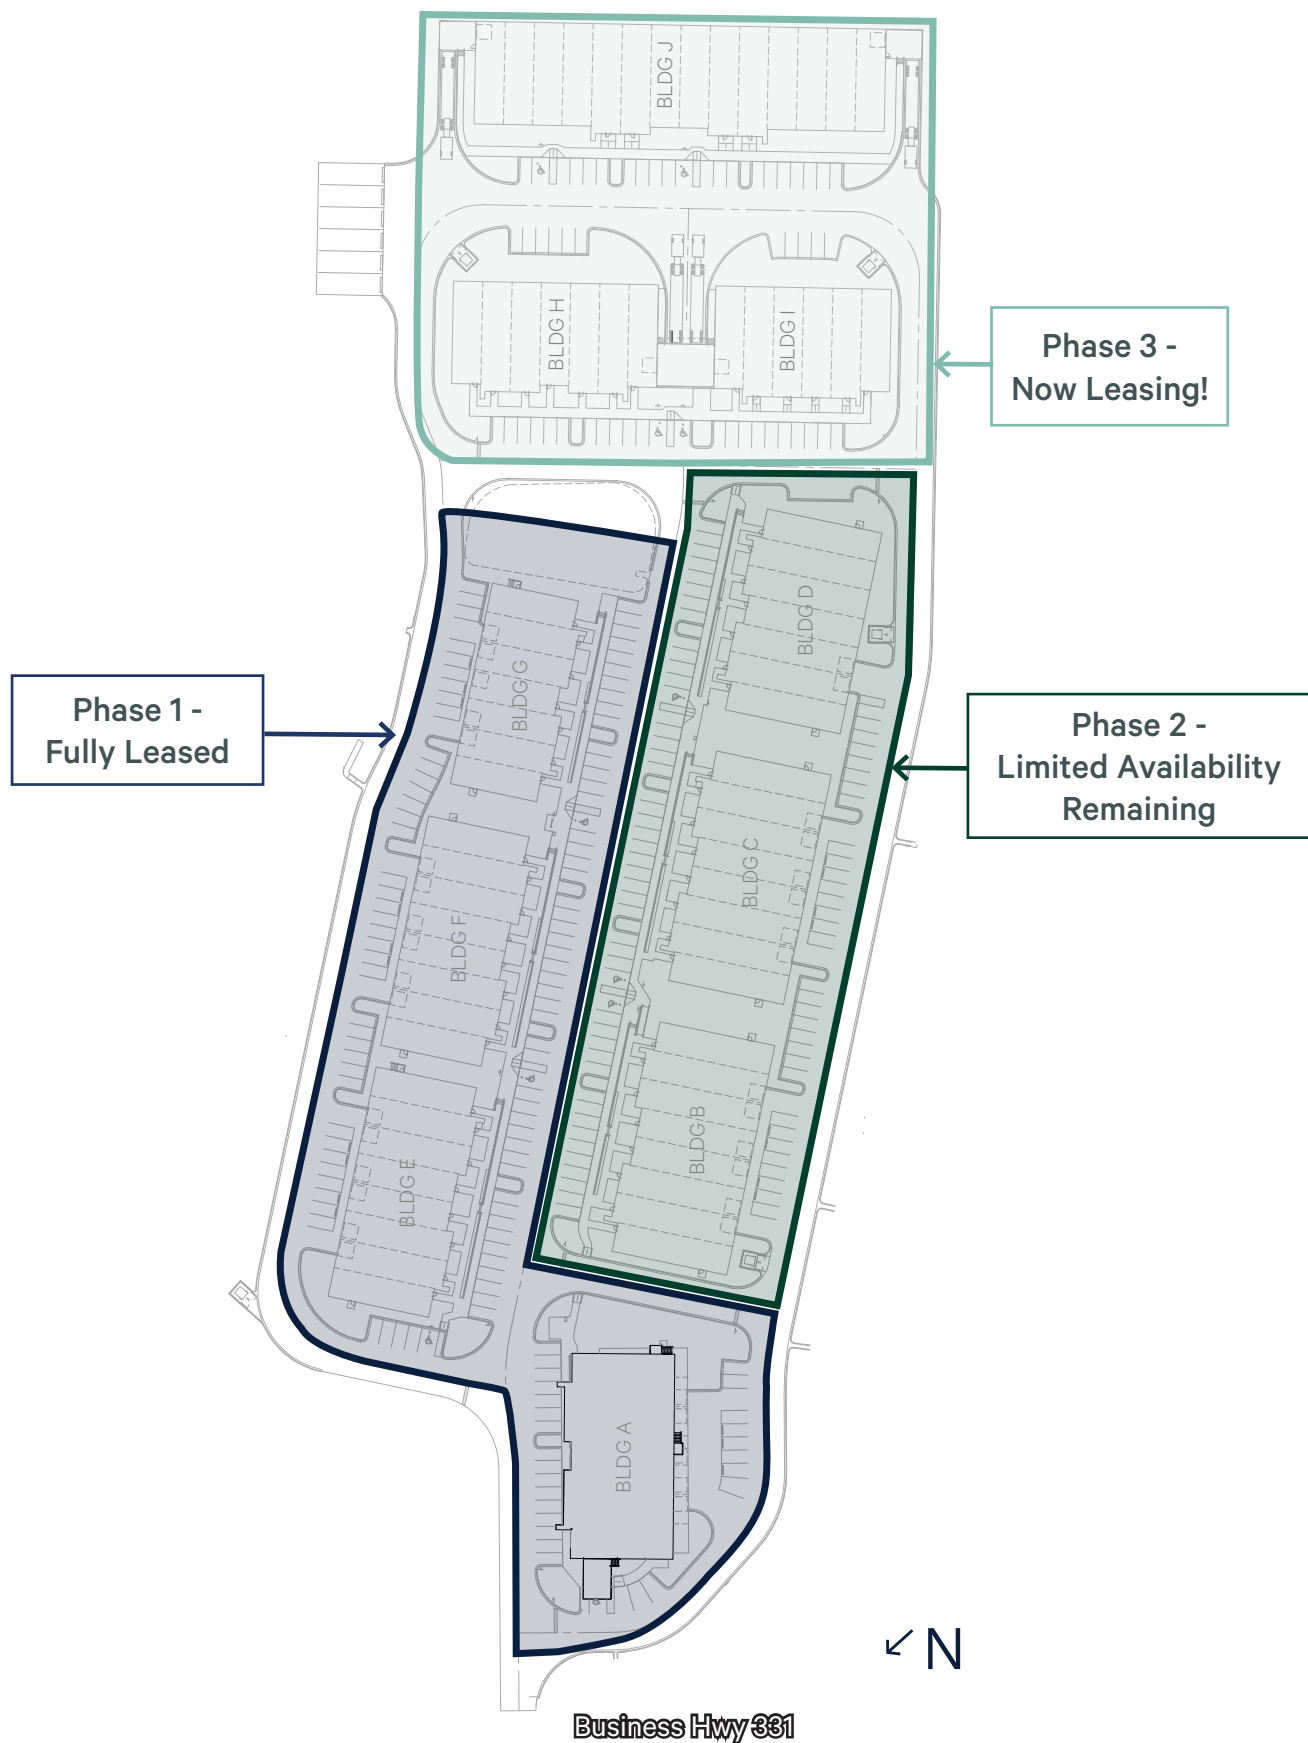 BLDG J
BLDG H
BLDG I
Phase 3 -
Now Leasing!
BLDG D
BLDG G
Phase 1 -
Fully Leased
Phase 2 -
Limited Availability
Remaining
BLDG C
BLDG F
BLDG B
BLDG E
BLDG A
N
Business Hwy 331